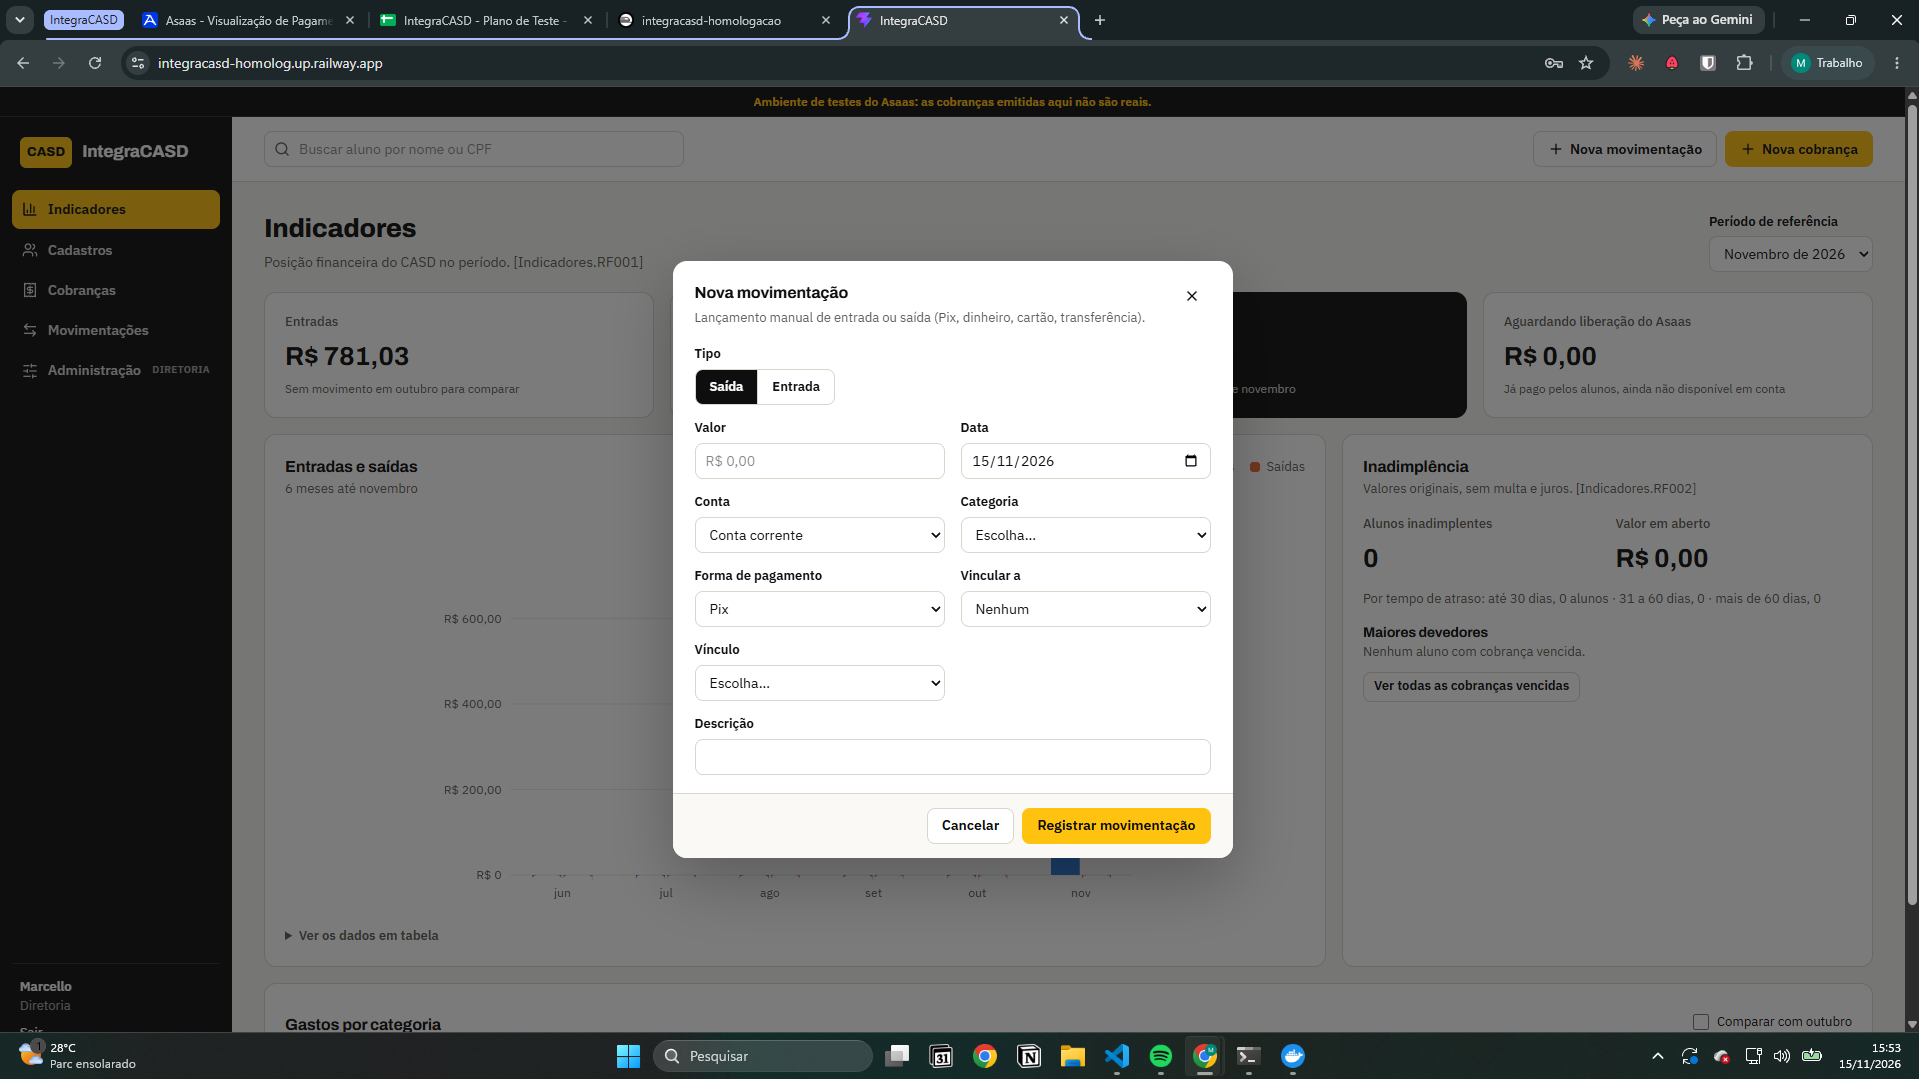 IntegraCASD
Asaas - Visualização de Pagame
IntegraCASD - Plano de Teste -
integracasd-homologacao
IntegraCASD
Peça ao Gemini
integracasd-homolog.up.railway.app
M
Trabalho
Ambiente de testes do Asaas: as cobranças emitidas aqui não são reais.
CASD
IntegraCASD
Buscar aluno por nome ou CPF
Nova movimentação
Nova cobrança
Indicadores
Cadastros
Cobranças
Movimentações
Administração DIRETORIA
Marcello
Diretoria
Sair
Indicadores
Posição financeira do CASD no período. [Indicadores.RF001]
Período de referência
Novembro de 2026
Entradas
R$ 781,03
Sem movimento em outubro para comparar
e novembro
Aguardando liberação do Asaas
R$ 0,00
Já pago pelos alunos, ainda não disponível em conta
Entradas e saídas
6 meses até novembro
Saídas
R$ 600,00
R$ 400,00
R$ 200,00
R$ 0
jun
jul
ago
set
out
nov
Ver os dados em tabela
Inadimplência
Valores originais, sem multa e juros. [Indicadores.RF002]
Alunos inadimplentes
Valor em aberto
0
R$ 0,00
Por tempo de atraso: até 30 dias, 0 alunos · 31 a 60 dias, 0 · mais de 60 dias, 0
Maiores devedores
Nenhum aluno com cobrança vencida.
Ver todas as cobranças vencidas
Gastos por categoria
Comparar com outubro
Nova movimentação
Lançamento manual de entrada ou saída (Pix, dinheiro, cartão, transferência).
Tipo
Saída
Entrada
Valor
Data
R$ 0,00
15/11/2026
Conta
Categoria
Conta corrente
Escolha...
Forma de pagamento
Vincular a
Pix
Nenhum
Vínculo
Escolha...
Descrição
Cancelar
Registrar movimentação
1
28°C
Parc ensolarado
Pesquisar
31
15:53
15/11/2026